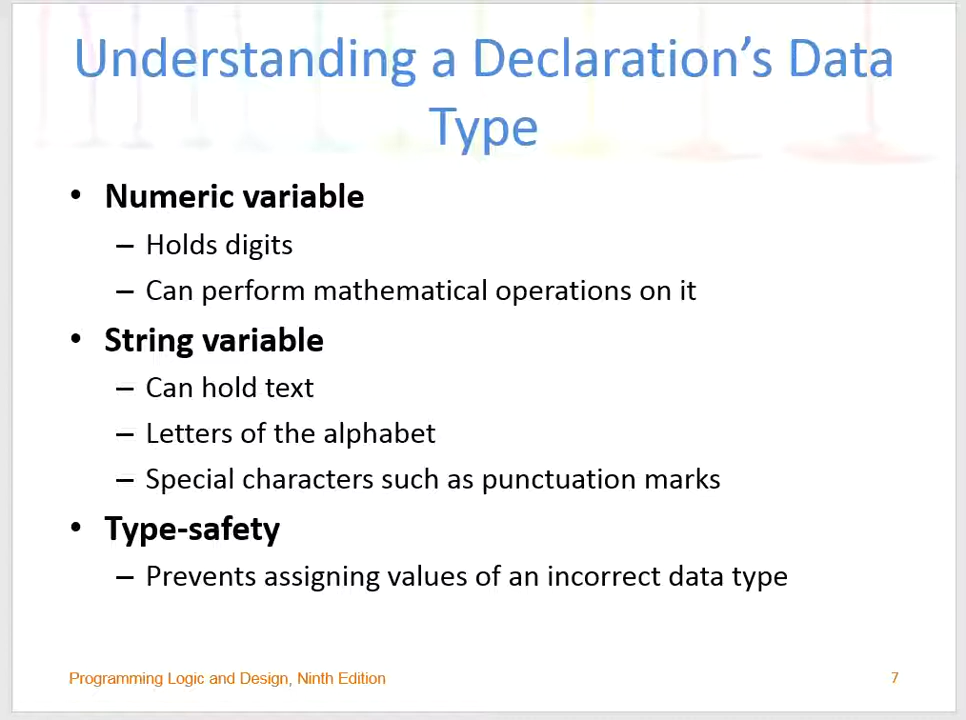 Understanding a Declaration’s Data
Type
• Numeric variable
– Holds digits
– Can perform mathematical operations on it
• String variable
– Can hold text
– Letters of the alphabet
– Special characters such as punctuation marks
• Type-safety
– Prevents assigning values of an incorrect data type
Programming Logic and Design, Ninth Edition
7